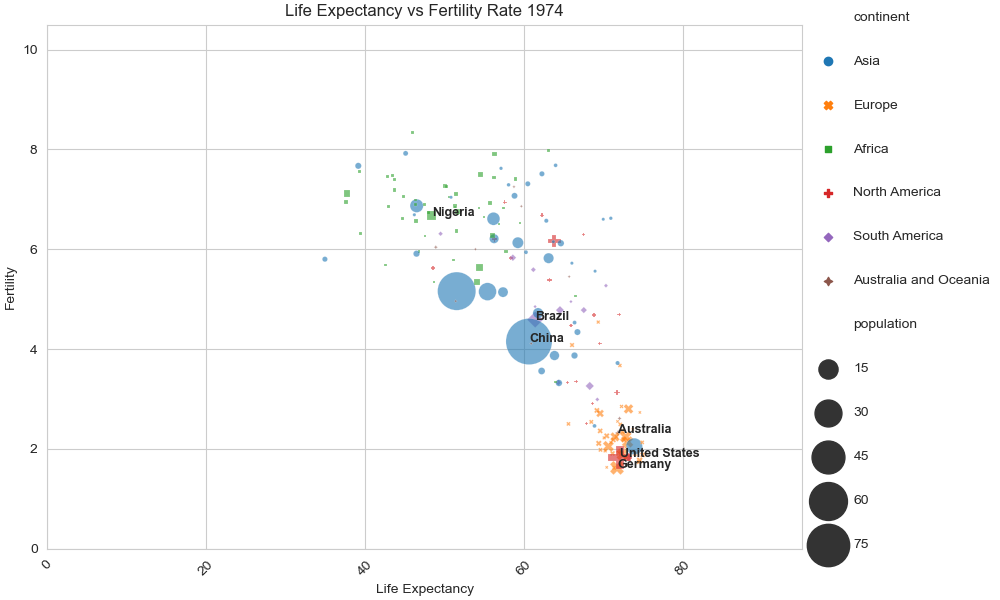 Life Expectancy vs Fertility Rate 1974
continent
Asia
Europe
Africa
North America
South America
Australia and Oceania
population
15
30
45
60
75
10
8
6
4
2
0
Fertility
Nigeria
Brazil
China
Australia
United States
Germany
0
20
40
60
80
Life Expectancy